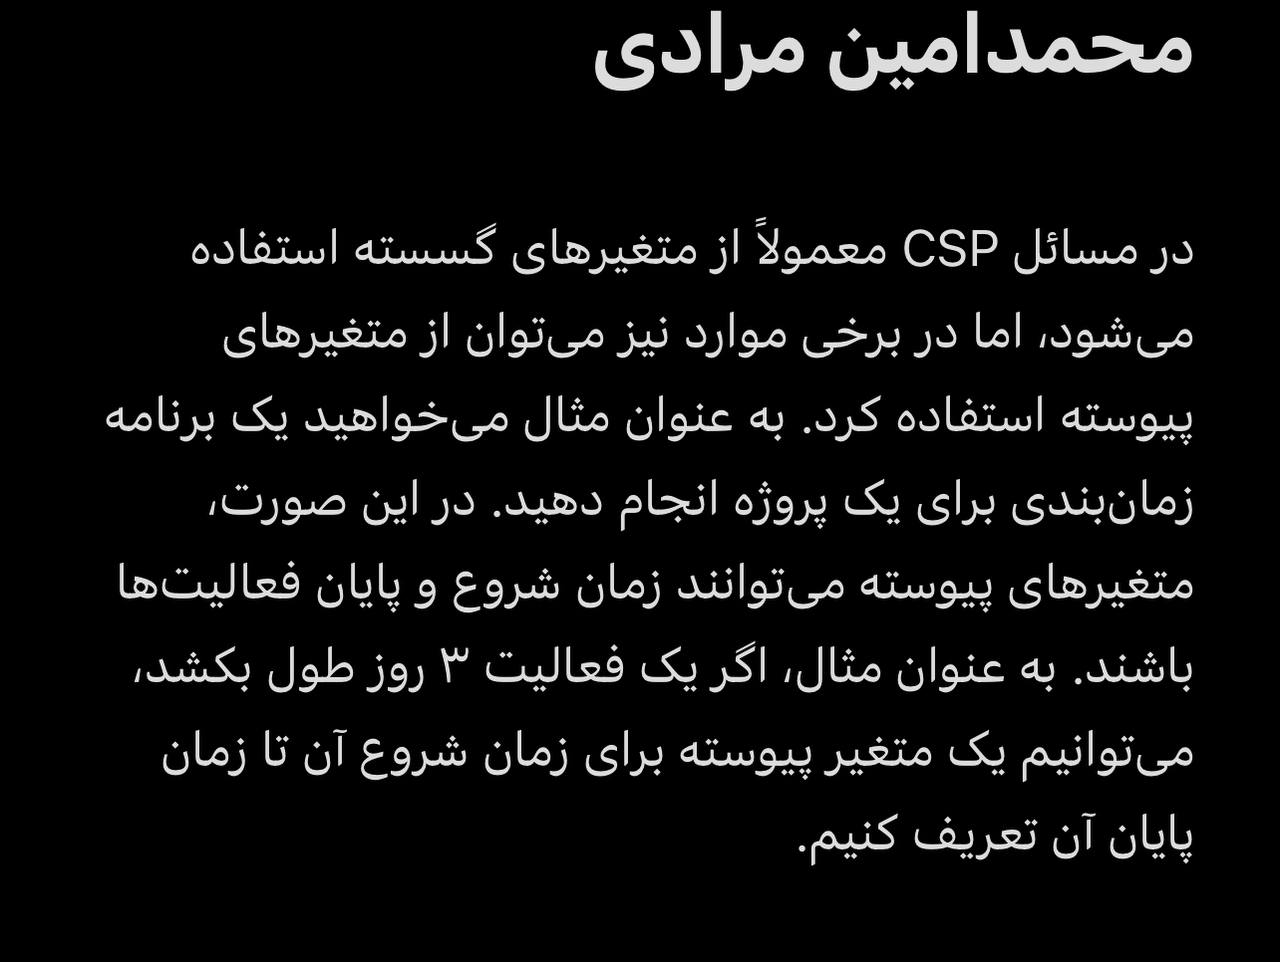 محمدامین مرادی
در مسائل CSP معمولاً از متغیرهای گسسته استفاده
می‌شود، اما در برخی موارد نیز می‌توان از متغیرهای
پیوسته استفاده کرد. به عنوان مثال می‌خواهید یک برنامه
زمان‌بندی برای یک پروژه انجام دهید. در این صورت،
متغیرهای پیوسته می‌توانند زمان شروع و پایان فعالیت‌ها
باشند. به عنوان مثال، اگر یک فعالیت ۳ روز طول بکشد،
می‌توانیم یک متغیر پیوسته برای زمان شروع آن تا زمان
پایان آن تعریف کنیم.